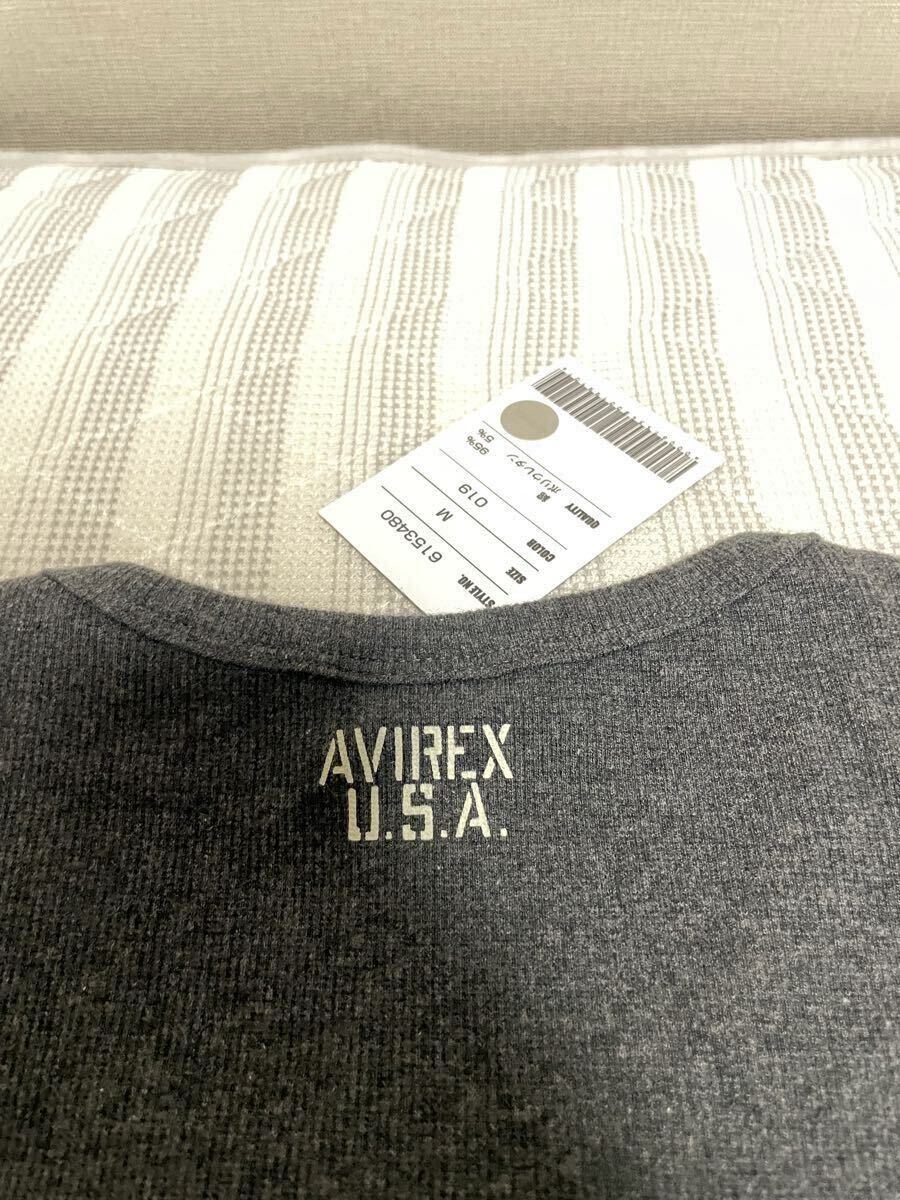 AVIREX
U.S.A.
STYLE NO. 6153480
SIZE M
COLOR 019
QUALITY 綿 95%
ポリウレタン 5%